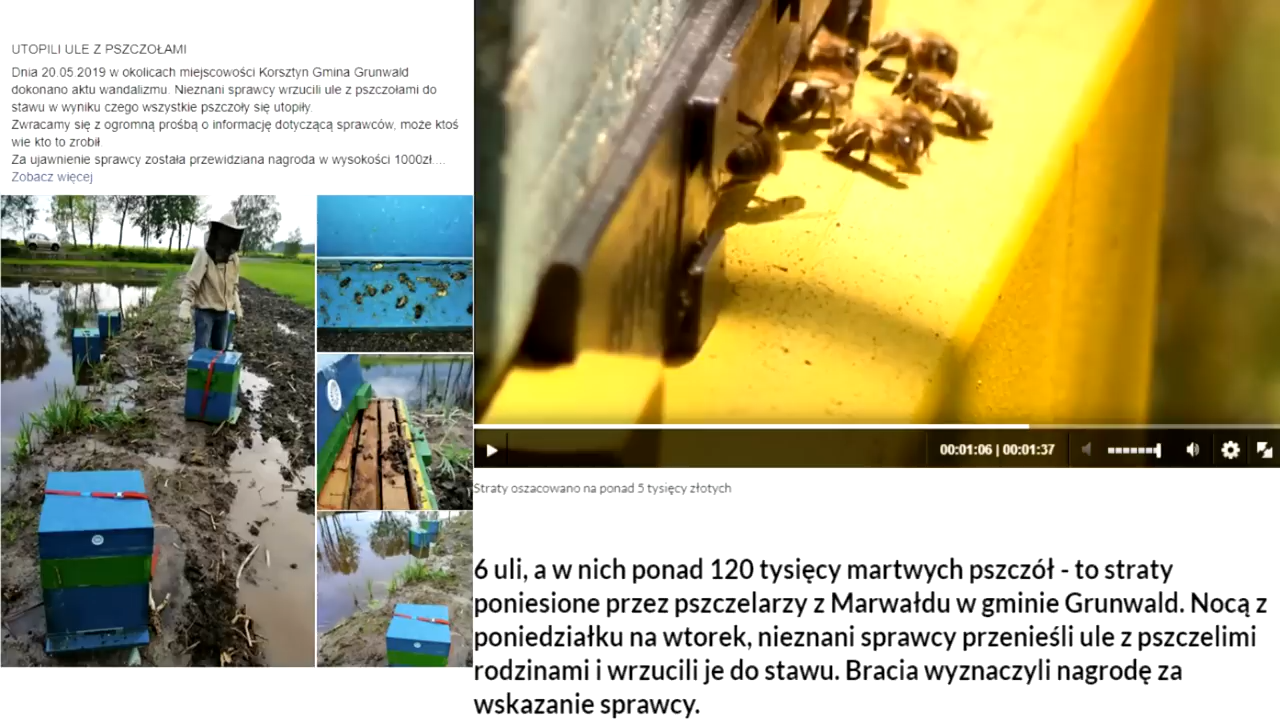 UTOPILI ULE Z PSZCZOŁAMI
Dnia 20.05.2019 w okolicach miejscowości Korsztyn Gmina Grunwald
dokonano aktu wandalizmu. Nieznani sprawcy wrzucili ule z pszczołami do
stawu w wyniku czego wszystkie pszczoły się utopiły.
Zwracamy się z ogromną prośbą o informację dotyczącą sprawców, może ktoś
wie kto to zrobił
Za ujawnienie sprawcy została przewidziana nagroda w wysokości 1000zł....
Zobacz więcej
00:01:06 | 00:01:37
Straty oszacowano na ponad 5 tysięcy złotych
6 uli, a w nich ponad 120 tysięcy martwych pszczół - to straty
poniesione przez pszczelarzy z Marwałdu w gminie Grunwald. Nocą z
poniedziałku na wtorek, nieznani sprawcy przenieśli ule z pszczelimi
rodzinami i wrzucili je do stawu. Bracia wyznaczyli nagrodę za
wskazanie sprawcy.